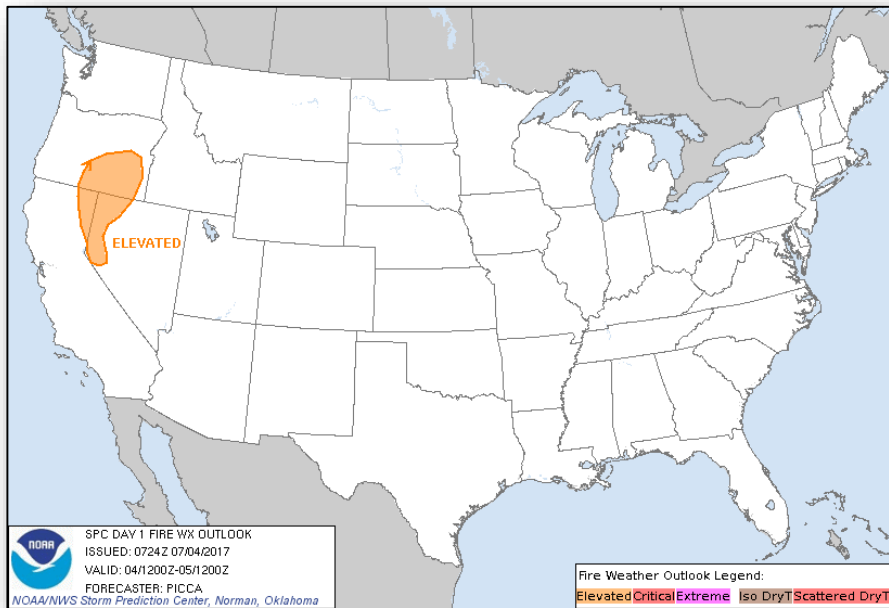 ELEVATED
NOAA
SPC DAY 1 FIRE WX OUTLOOK
ISSUED: 0724Z 07/04/2017
VALID: 04/1200Z-05/1200Z
FORECASTER: PICCA
NOAA/NWS Storm Prediction Center, Norman, Oklahoma
Fire Weather Outlook Legend:
Elevated Critical Extreme Iso DryT Scattered DryT